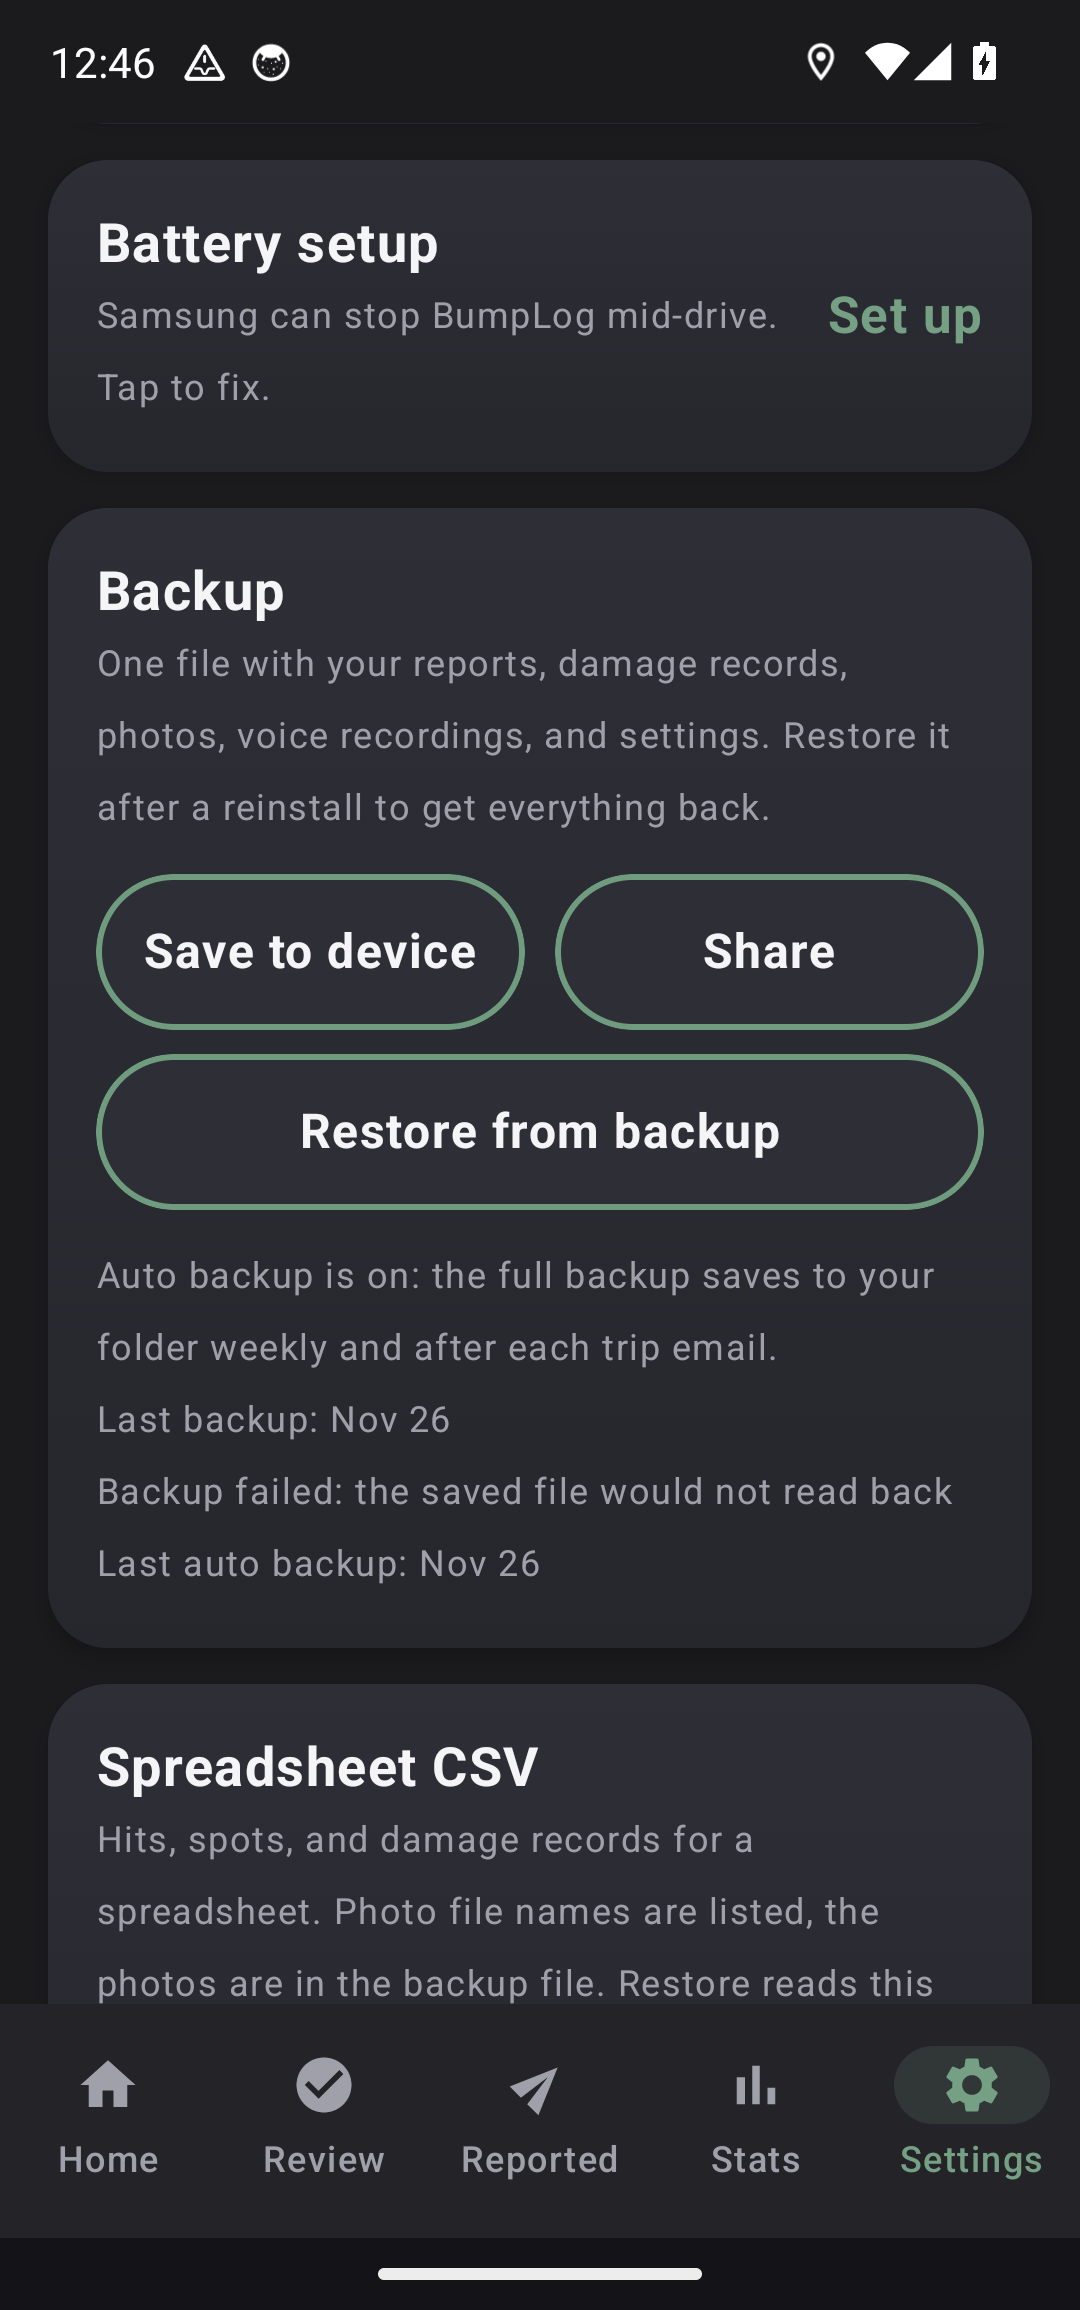 12:46
Battery setup
Samsung can stop BumpLog mid-drive.
Tap to fix.
Set up
Backup
One file with your reports, damage records,
photos, voice recordings, and settings. Restore it
after a reinstall to get everything back.
Save to device
Share
Restore from backup
Auto backup is on: the full backup saves to your
folder weekly and after each trip email.
Last backup: Nov 26
Backup failed: the saved file would not read back
Last auto backup: Nov 26
Spreadsheet CSV
Hits, spots, and damage records for a
spreadsheet. Photo file names are listed, the
photos are in the backup file. Restore reads this
Home
Review
Reported
Stats
Settings